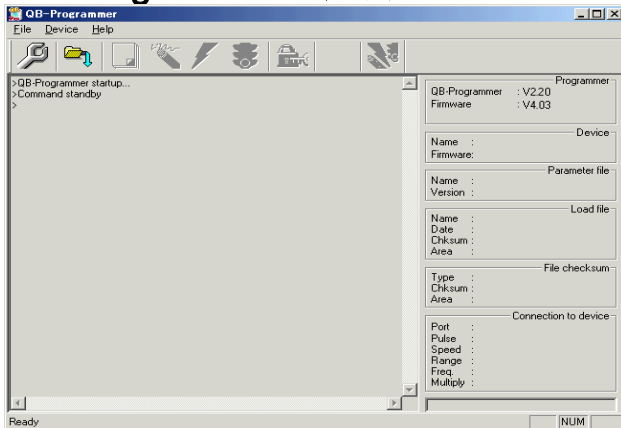 QB-Programmer
File Device Help
>QB-Programmer startup...
>Command standby
>
Programmer
QB-Programmer : V2.20
Firmware : V4.03
Device
Name :
Firmware:
Parameter file
Name :
Version :
Load file
Name :
Date :
Chksum :
Area :
File checksum
Type :
Chksum :
Area :
Connection to device
Port :
Pulse :
Speed :
Range :
Freq. :
Multiply :
Ready
NUM